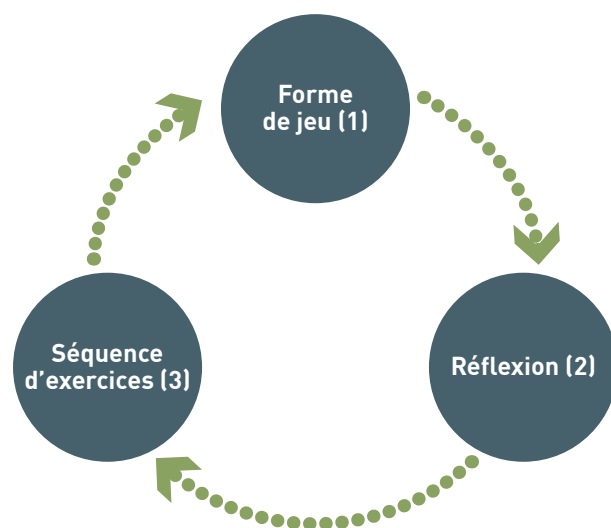 Forme
de jeu (1)
Réflexion (2)
Séquence
d’exercices (3)